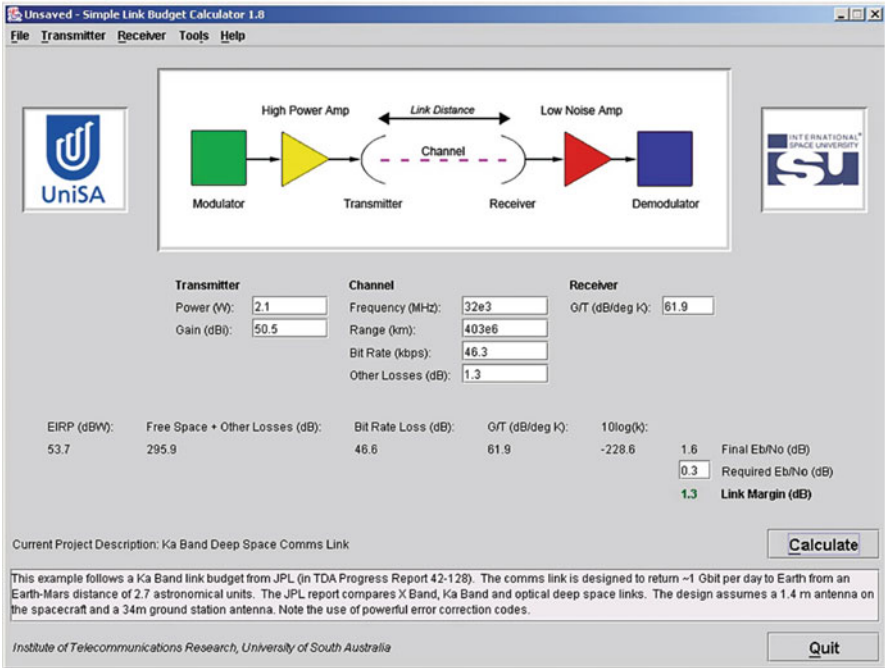 Unsaved - Simple Link Budget Calculator 1.8
File Transmitter Receiver Tools Help
UniSA
High Power Amp
Link Distance
Low Noise Amp
Channel
Modulator
Transmitter
Receiver
Demodulator
INTERNATIONAL
SPACE UNIVERSITY
isu
Transmitter
Power (W): 2.1
Gain (dBi): 50.5
Channel
Frequency (MHz): 32e3
Range (km): 403e6
Bit Rate (kbps): 46.3
Other Losses (dB): 1.3
Receiver
G/T (dB/deg K): 61.9
EIRP (dBW): Free Space + Other Losses (dB): Bit Rate Loss (dB): G/T (dB/deg K): 10log(k):
53.7 295.9 46.6 61.9 -228.6 1.6 Final Eb/No (dB)
0.3 Required Eb/No (dB)
1.3 Link Margin (dB)
Current Project Description: Ka Band Deep Space Comms Link
Calculate
This example follows a Ka Band link budget from JPL (in TDA Progress Report 42-128). The comms link is designed to return ~1 Gbit per day to Earth from an
Earth-Mars distance of 2.7 astronomical units. The JPL report compares X Band, Ka Band and optical deep space links. The design assumes a 1.4 m antenna on
the spacecraft and a 34m ground station antenna. Note the use of powerful error correction codes.
Institute of Telecommunications Research, University of South Australia
Quit